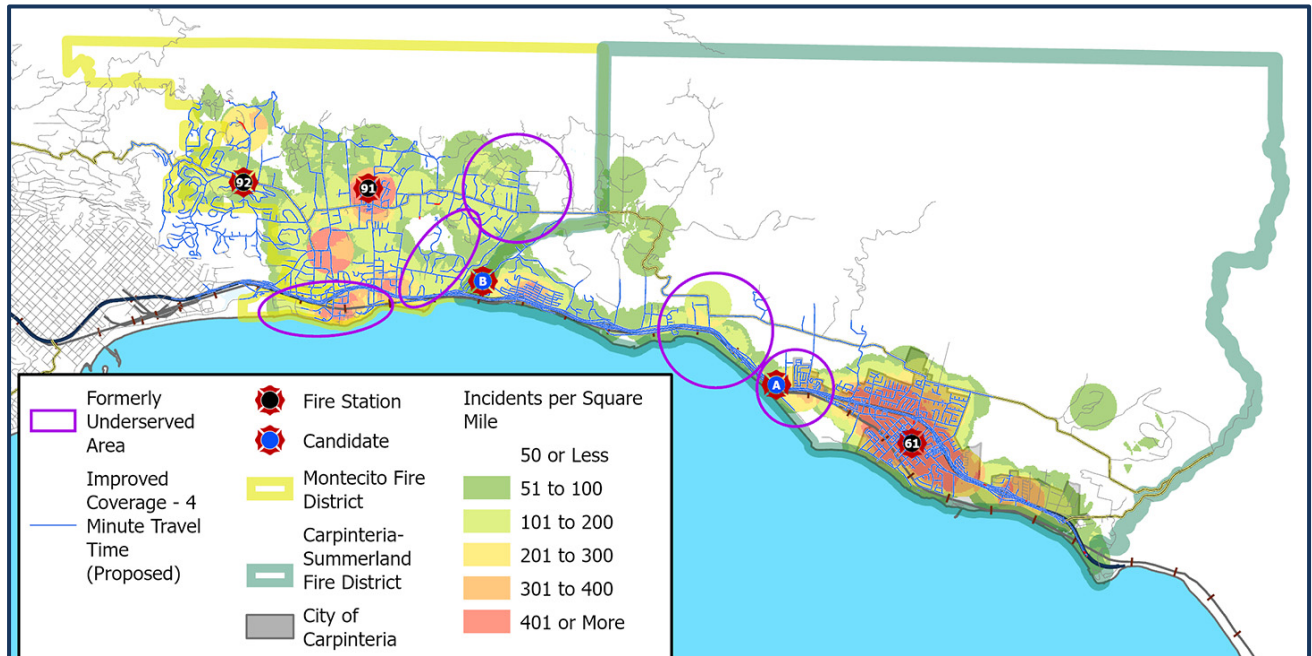 92
91
B
A
61
Formerly
Underserved
Area
Improved
Coverage - 4
Minute Travel
Time
(Proposed)
Fire Station
Candidate
Montecito Fire
District
Carpinteria-
Summerland
Fire District
City of
Carpinteria
Incidents per Square
Mile
50 or Less
51 to 100
101 to 200
201 to 300
301 to 400
401 or More